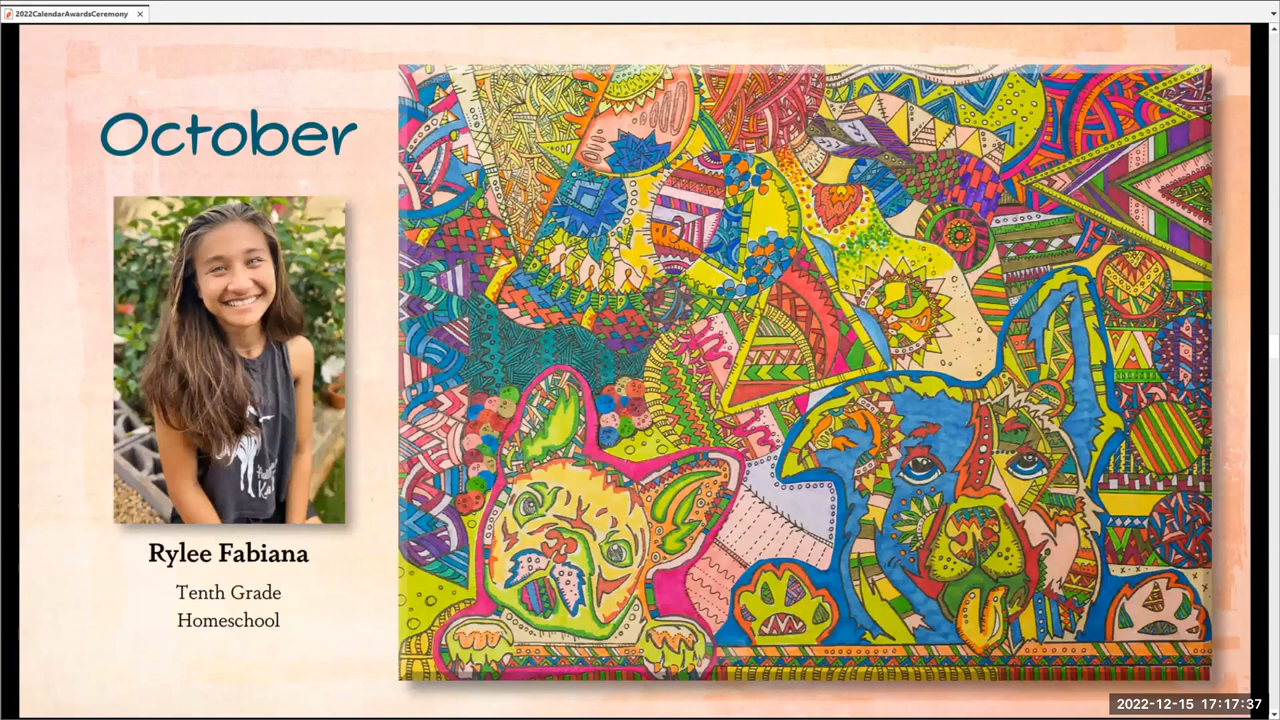 2022CalendarAwardsCeremony
October
Rylee Fabiana
Tenth Grade
Homeschool
2022-12-15 17:17:37